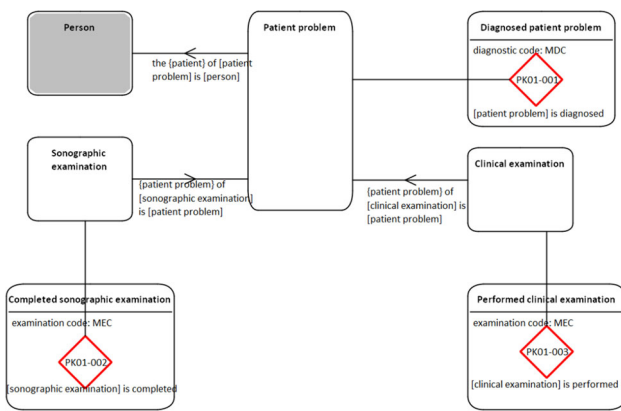 Person
Patient problem
Diagnosed patient problem
diagnostic code: MDC
the {patient} of [patient
problem] is [person]
PK01-001
[patient problem] is diagnosed
Sonographic
examination
Clinical examination
{patient problem} of
[sonographic examination]
is [patient problem]
{patient problem} of
[clinical examination] is
[patient problem]
Completed sonographic examination
examination code: MEC
PK01-002
[sonographic examination] is completed
Performed clinical examination
examination code: MEC
PK01-003
[clinical examination] is performed